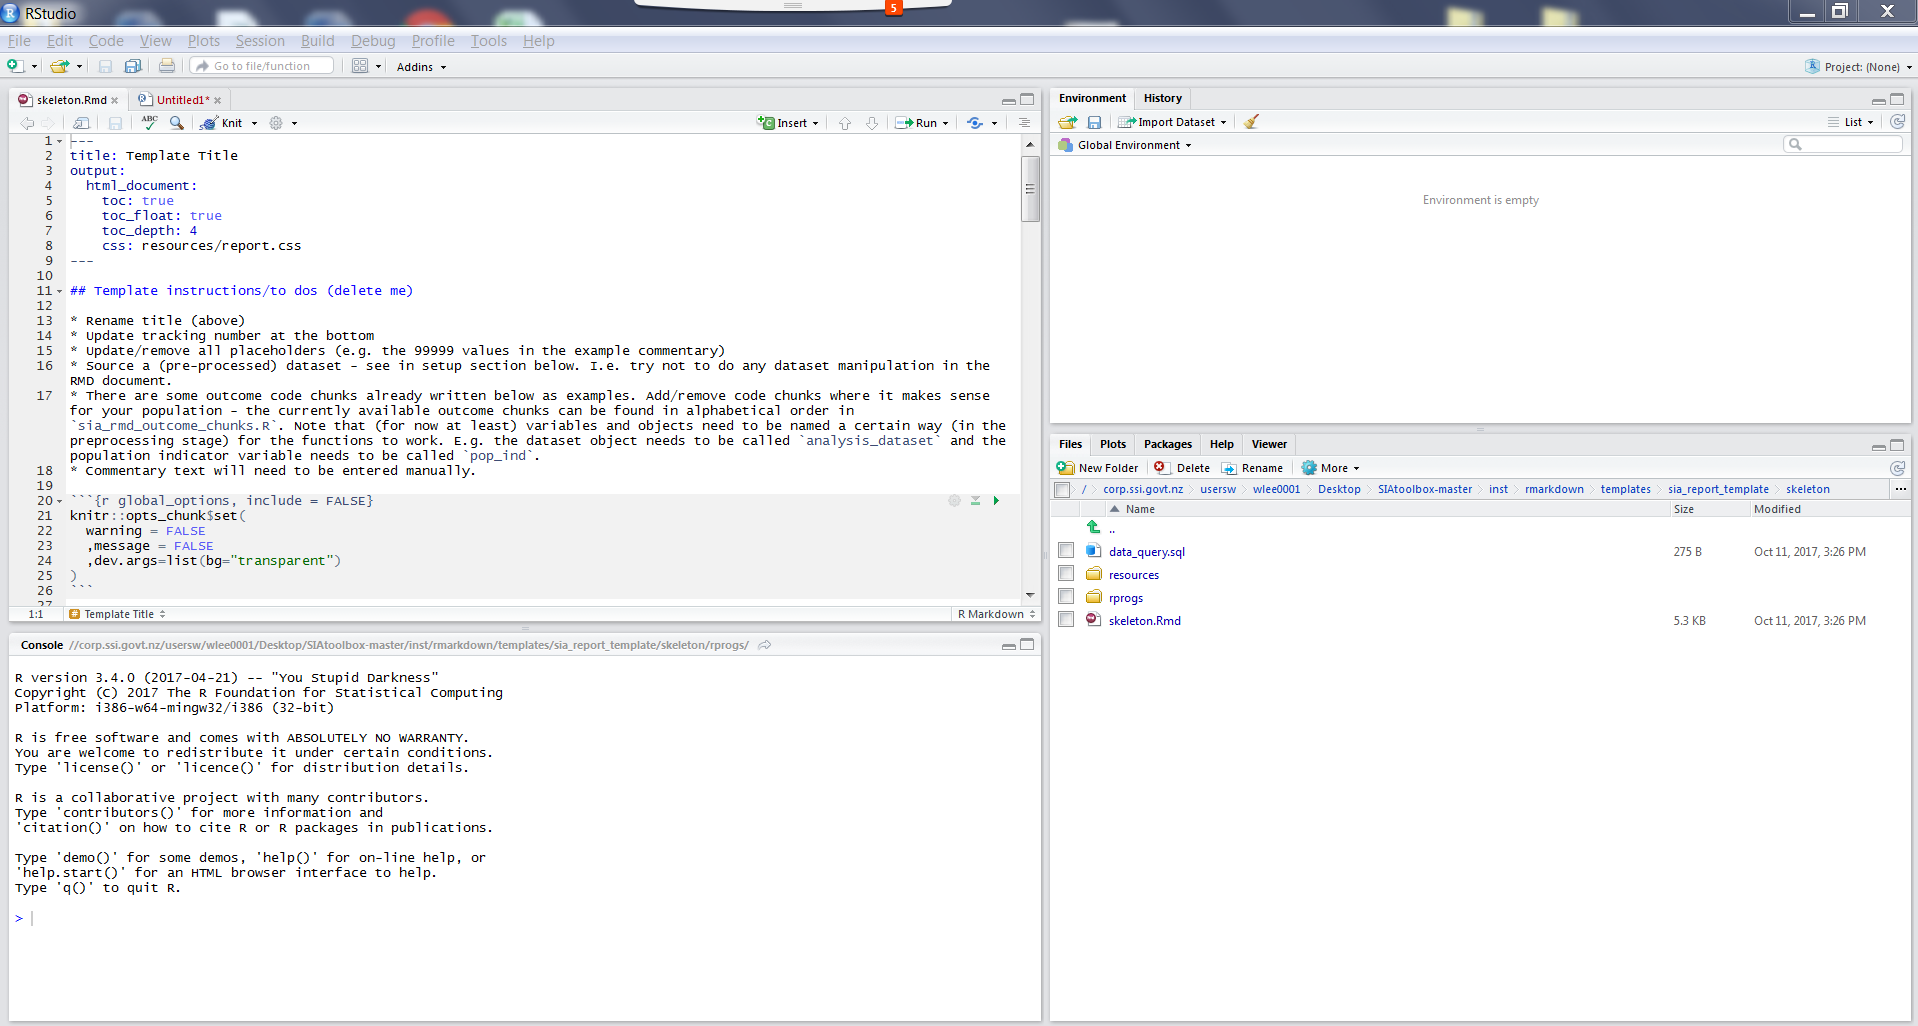 RStudio
5
File Edit Code View Plots Session Build Debug Profile Tools Help
Go to file/function Addins Project: (None)
skeleton.Rmd Untitled1*
ABC Knit Insert Run
1 ---
2 title: Template Title
3 output:
4 html_document:
5 toc: true
6 toc_float: true
7 toc_depth: 4
8 css: resources/report.css
9 ---
10
11 ## Template instructions/to dos (delete me)
12
13 * Rename title (above)
14 * Update tracking number at the bottom
15 * Update/remove all placeholders (e.g. the 99999 values in the example commentary)
16 * Source a (pre-processed) dataset - see in setup section below. I.e. try not to do any dataset manipulation in the
RMD document.
17 * There are some outcome code chunks already written below as examples. Add/remove code chunks where it makes sense
for your population - the currently available outcome chunks can be found in alphabetical order in
`sia_rmd_outcome_chunks.R`. Note that (for now at least) variables and objects need to be named a certain way (in the
preprocessing stage) for the functions to work. E.g. the dataset object needs to be called `analysis_dataset` and the
population indicator variable needs to be called `pop_ind`.
18 * Commentary text will need to be entered manually.
19
20 ```{r global_options, include = FALSE}
21 knitr::opts_chunk$set(
22 warning = FALSE
23 ,message = FALSE
24 ,dev.args=list(bg="transparent")
25 )
26 ```
27
1:1 Template Title R Markdown
Console //corp.ssi.govt.nz/usersw/wlee0001/Desktop/SIAtoolbox-master/inst/rmarkdown/templates/sia_report_template/skeleton/rprogs/
R version 3.4.0 (2017-04-21) -- "You Stupid Darkness"
Copyright (C) 2017 The R Foundation for Statistical Computing
Platform: i386-w64-mingw32/i386 (32-bit)
R is free software and comes with ABSOLUTELY NO WARRANTY.
You are welcome to redistribute it under certain conditions.
Type 'license()' or 'licence()' for distribution details.
R is a collaborative project with many contributors.
Type 'contributors()' for more information and
'citation()' on how to cite R or R packages in publications.
Type 'demo()' for some demos, 'help()' for on-line help, or
'help.start()' for an HTML browser interface to help.
Type 'q()' to quit R.
>
Environment History
Import Dataset List
Global Environment
Environment is empty
Files Plots Packages Help Viewer
New Folder Delete Rename More
/ corp.ssi.govt.nz usersw wlee0001 Desktop SIAtoolbox-master inst rmarkdown templates sia_report_template skeleton ...
Name Size Modified
..
data_query.sql 275 B Oct 11, 2017, 3:26 PM
resources
rprogs
skeleton.Rmd 5.3 KB Oct 11, 2017, 3:26 PM